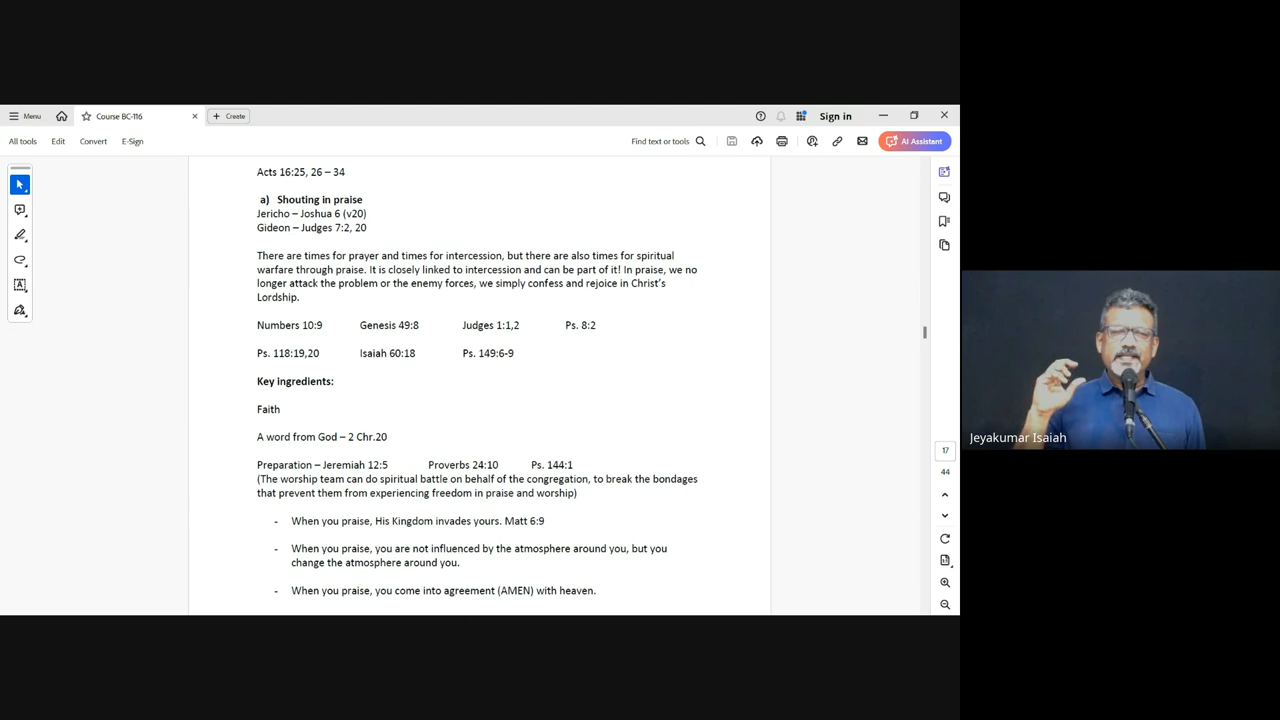 Menu
Course BC-116
Create
Sign in
All tools
Edit
Convert
E-Sign
Find text or tools
AI Assistant
Acts 16:25, 26 – 34
a) Shouting in praise
Jericho – Joshua 6 (v20)
Gideon – Judges 7:2, 20
There are times for prayer and times for intercession, but there are also times for spiritual
warfare through praise. It is closely linked to intercession and can be part of it! In praise, we no
longer attack the problem or the enemy forces, we simply confess and rejoice in Christ’s
Lordship.
Numbers 10:9 Genesis 49:8 Judges 1:1,2 Ps. 8:2
Ps. 118:19,20 Isaiah 60:18 Ps. 149:6-9
Key ingredients:
Faith
A word from God – 2 Chr.20
Preparation – Jeremiah 12:5 Proverbs 24:10 Ps. 144:1
(The worship team can do spiritual battle on behalf of the congregation, to break the bondages
that prevent them from experiencing freedom in praise and worship)
- When you praise, His Kingdom invades yours. Matt 6:9
- When you praise, you are not influenced by the atmosphere around you, but you
change the atmosphere around you.
- When you praise, you come into agreement (AMEN) with heaven.
17
44
Jeyakumar Isaiah